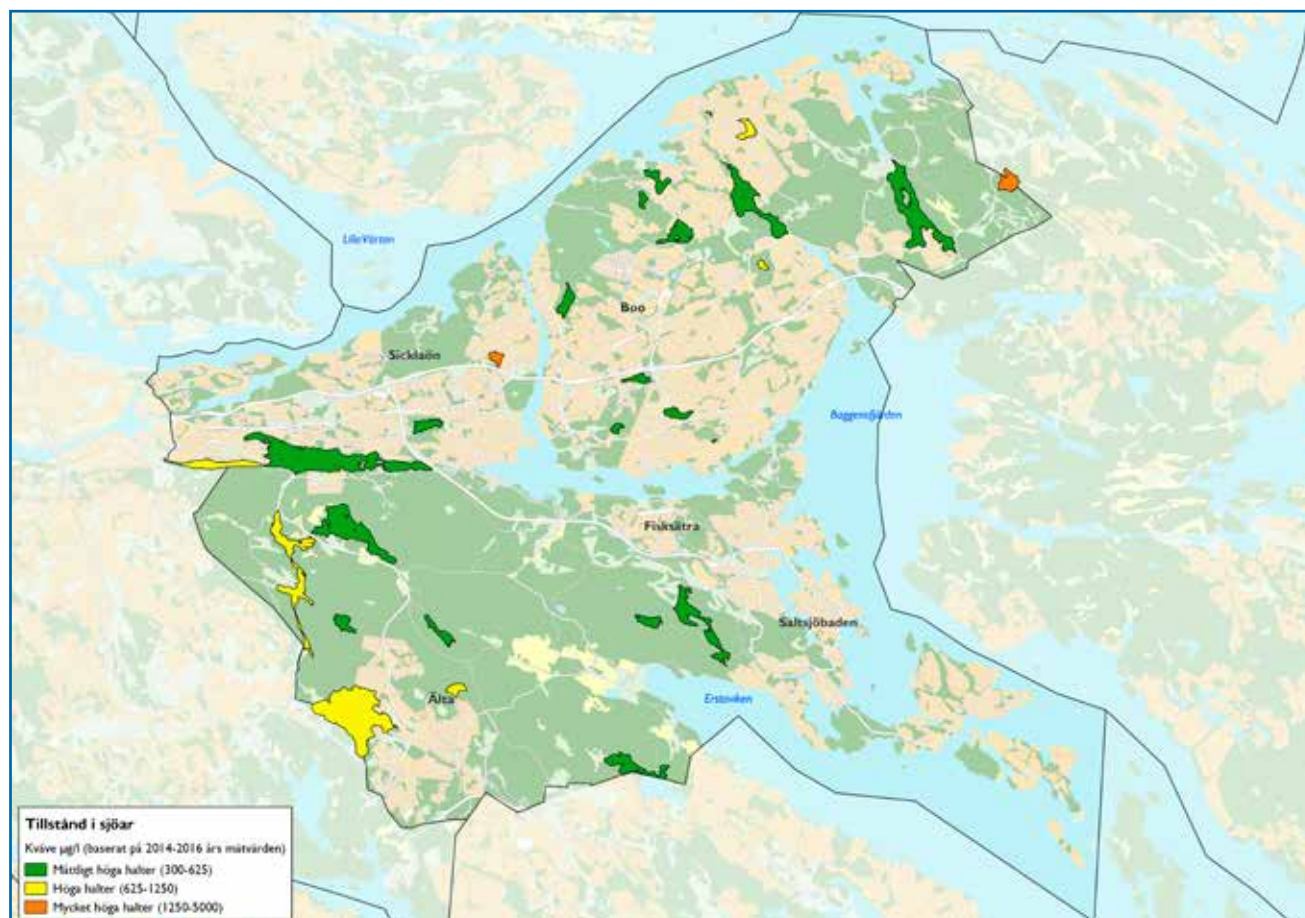 Lilla Värtan
Boo
Sicklaön
Baggensfjärden
Fisksätra
Saltsjöbaden
Älta
Erstaviken
Tillstånd i sjöar
Kväve µg/l (baserat på 2014-2016 års mätvärden)
Måttligt höga halter (300-625)
Höga halter (625-1250)
Mycket höga halter (1250-5000)